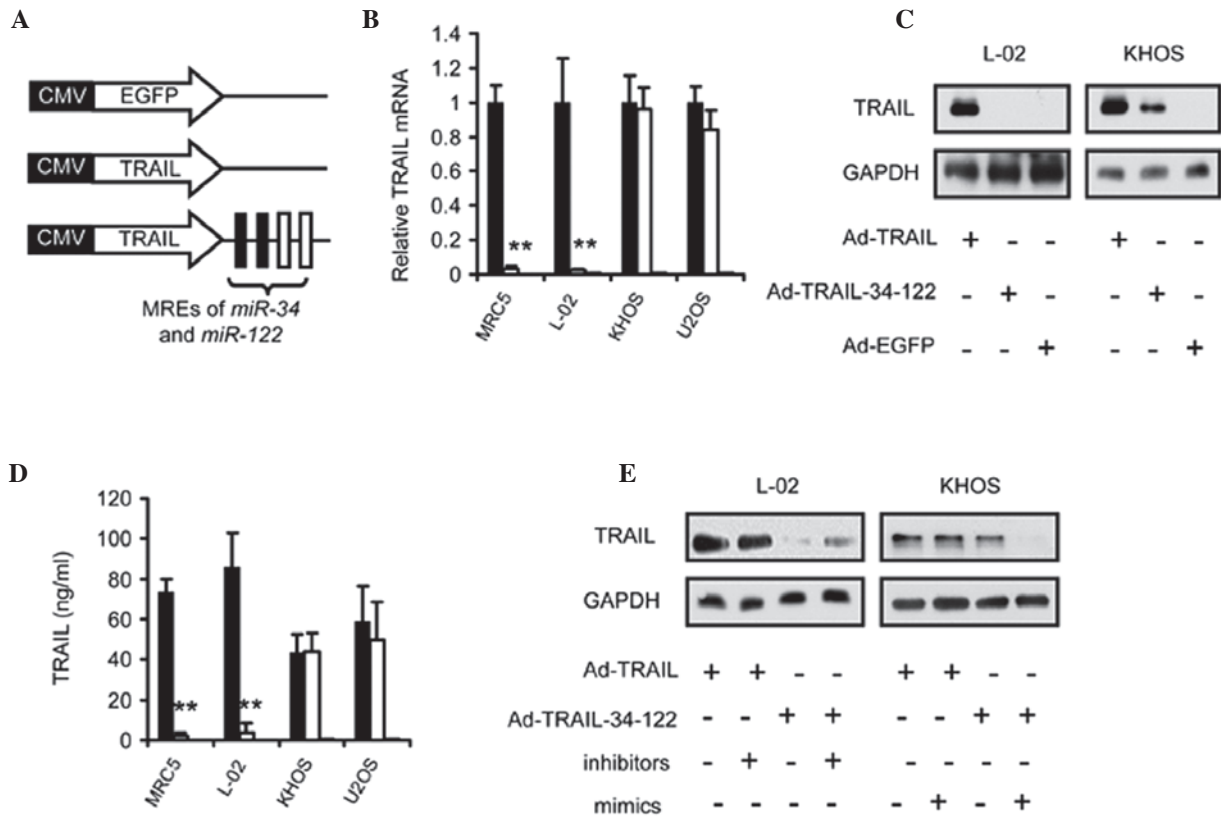 A
CMV EGFP
CMV TRAIL
CMV TRAIL
MREs of miR-34
and miR-122
B
Relative TRAIL mRNA
1.4
1.2
1
0.8
0.6
0.4
0.2
0
** **
MRC5 L-02 KHOS U2OS
C
L-02 KHOS
TRAIL
GAPDH
Ad-TRAIL + - - + - -
Ad-TRAIL-34-122 - + - - + -
Ad-EGFP - - + - - +
D
TRAIL (ng/ml)
120
100
80
60
40
20
0
** **
MRC5 L-02 KHOS U2OS
E
L-02 KHOS
TRAIL
GAPDH
Ad-TRAIL + + - - + + - -
Ad-TRAIL-34-122 - - + + - - + +
inhibitors - + - + - - - -
mimics - - - - - + - +